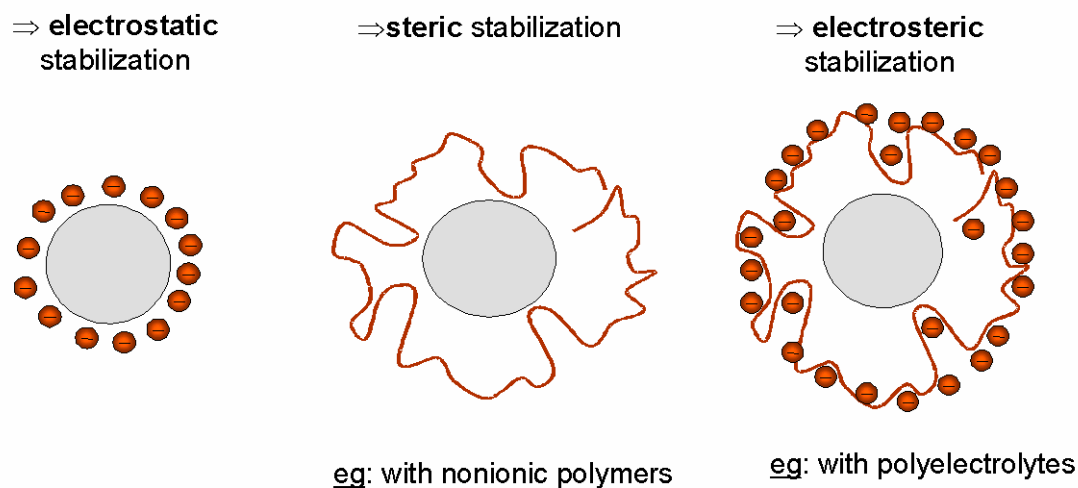 ⇒ electrostatic
stabilization
⇒steric stabilization
⇒ electrosteric
stabilization
eg: with nonionic polymers
eg: with polyelectrolytes